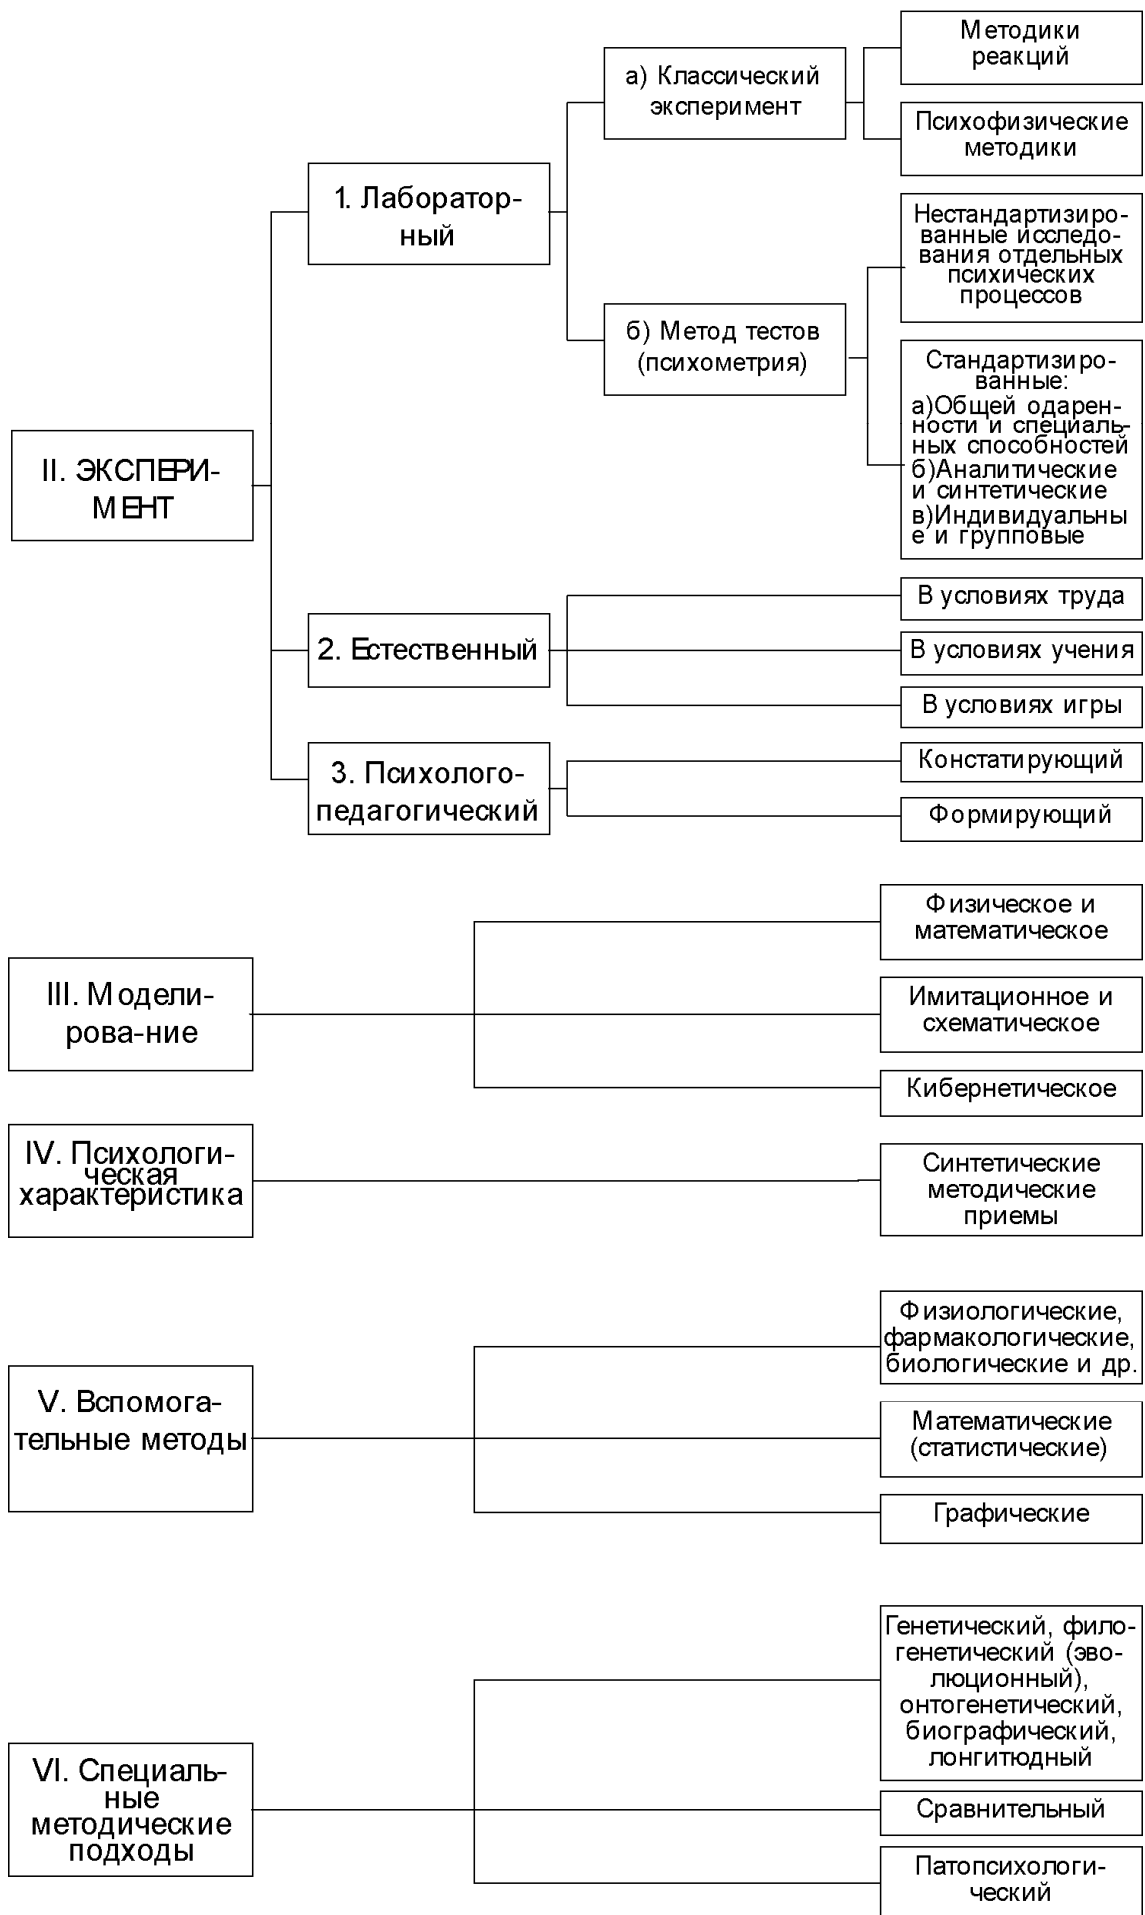 II. ЭКСПЕРИ-
МЕНТ
1. Лаборатор-
ный
а) Классический
эксперимент
Методики
реакций
Психофизические
методики
б) Метод тестов
(психометрия)
Нестандартизиро-
ванные исследо-
вания отдельных
психических
процессов
Стандартизиро-
ванные:
а)Общей одарен-
ности и специаль-
ных способностей
б)Аналитические
и синтетические
в)Индивидуальны
е и групповые
2. Естественный
В условиях труда
В условиях учения
В условиях игры
3. Психолого-
педагогический
Констатирующий
Формирующий
III. Модели-
рова-ние
Физическое и
математическое
Имитационное и
схематическое
Кибернетическое
IV. Психологи-
ческая
характеристика
Синтетические
методические
приемы
V. Вспомога-
тельные методы
Физиологические,
фармакологические,
биологические и др.
Математические
(статистические)
Графические
VI. Специаль-
ные
методические
подходы
Генетический, фило-
генетический (эво-
люционный),
онтогенетический,
биографический,
лонгитюдный
Сравнительный
Патопсихологи-
ческий